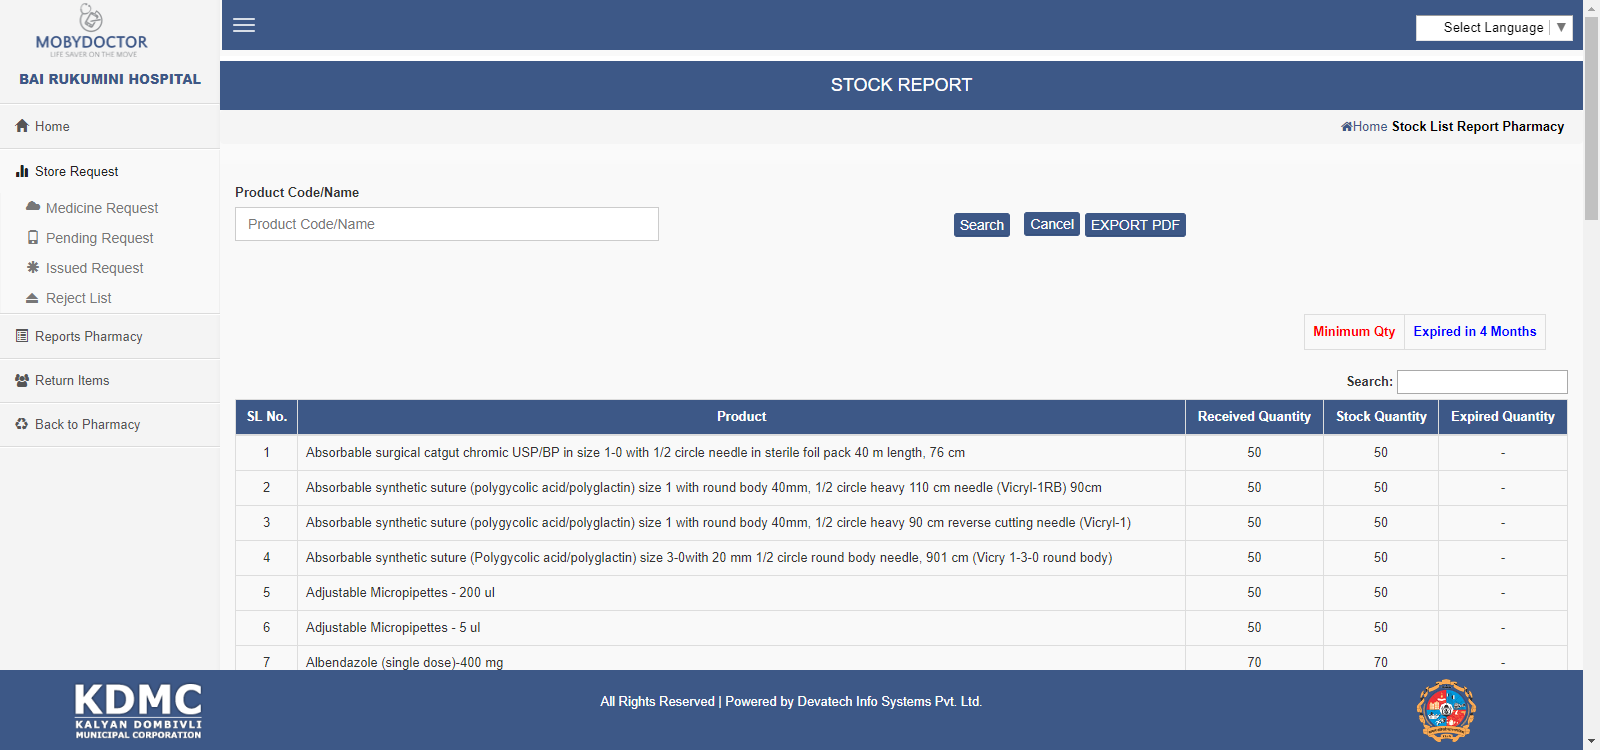 MOBYDOCTOR
LIFE SAVER ON THE MOVE
BAI RUKUMINI HOSPITAL
Home
Store Request
Medicine Request
Pending Request
Issued Request
Reject List
Reports Pharmacy
Return Items
Back to Pharmacy
Select Language ▼
STOCK REPORT
Home Stock List Report Pharmacy
Product Code/Name
Product Code/Name
Search Cancel EXPORT PDF
Minimum Qty Expired in 4 Months
Search:
SL No. Product Received Quantity Stock Quantity Expired Quantity
1 Absorbable surgical catgut chromic USP/BP in size 1-0 with 1/2 circle needle in sterile foil pack 40 m length, 76 cm 50 50 -
2 Absorbable synthetic suture (polygycolic acid/polyglactin) size 1 with round body 40mm, 1/2 circle heavy 110 cm needle (Vicryl-1RB) 90cm 50 50 -
3 Absorbable synthetic suture (polygycolic acid/polyglactin) size 1 with round body 40mm, 1/2 circle heavy 90 cm reverse cutting needle (Vicryl-1) 50 50 -
4 Absorbable synthetic suture (Polygycolic acid/polyglactin) size 3-0with 20 mm 1/2 circle round body needle, 901 cm (Vicry 1-3-0 round body) 50 50 -
5 Adjustable Micropipettes - 200 ul 50 50 -
6 Adjustable Micropipettes - 5 ul 50 50 -
7 Albendazole (single dose)-400 mg 70 70 -
KDMC
KALYAN DOMBIVLI
MUNICIPAL CORPORATION
All Rights Reserved | Powered by Devatech Info Systems Pvt. Ltd.